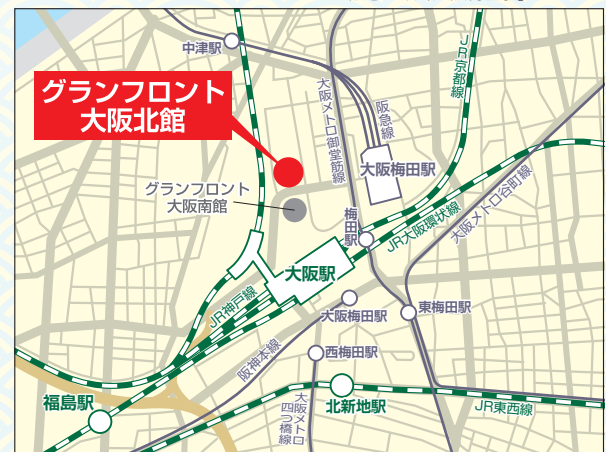 中津駅
JR京都線
グランフロント
大阪北館
大阪メトロ御堂筋線
阪急線
大阪梅田駅
グランフロント
大阪南館
梅田駅
JR大阪環状線
大阪メトロ谷町線
大阪駅
JR神戸線
大阪梅田駅
東梅田駅
阪神本線
西梅田駅
福島駅
大阪メトロ
四つ橋線
北新地駅
JR東西線